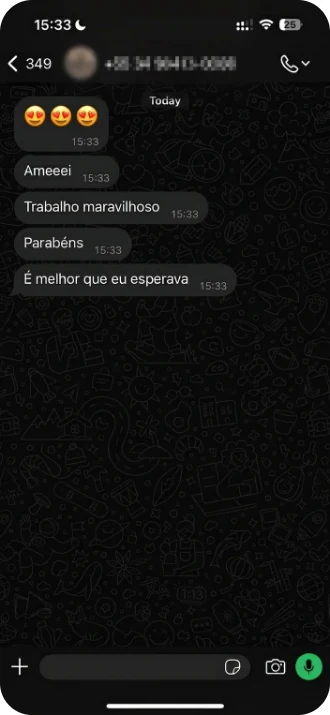 15:33
25
349
Today
😍😍😍
15:33
Ameeei 15:33
Trabalho maravilhoso 15:33
Parabéns 15:33
É melhor que eu esperava 15:33